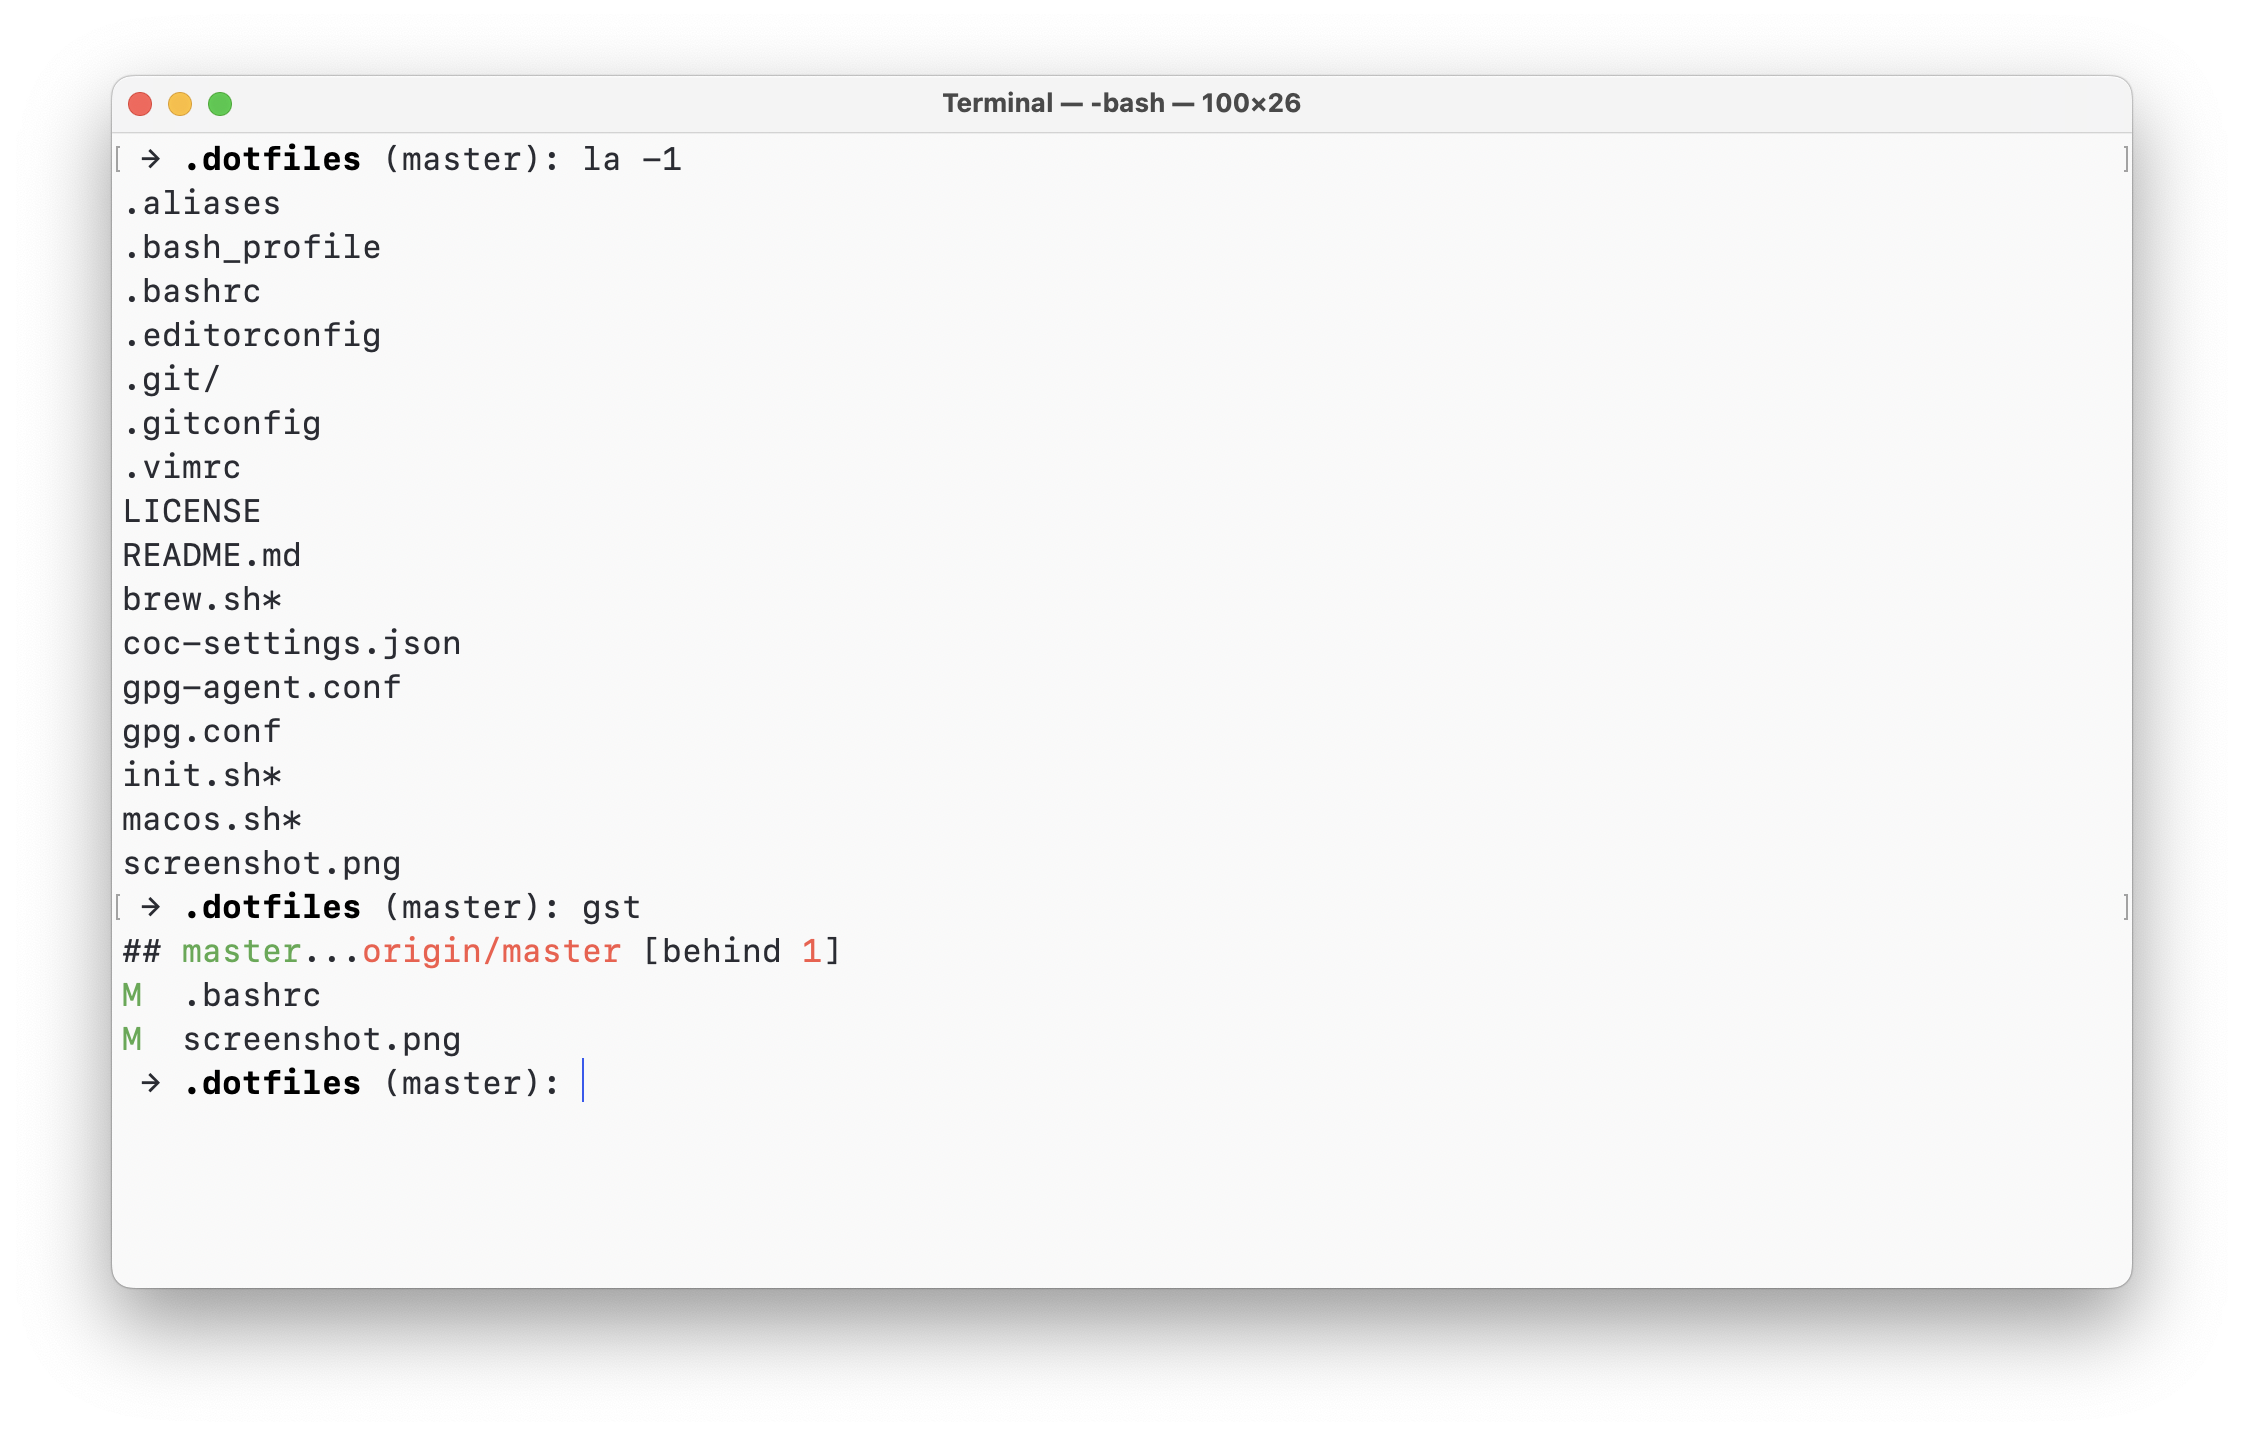 Terminal — -bash — 100×26
[ → .dotfiles (master): la -1 ]
.aliases
.bash_profile
.bashrc
.editorconfig
.git/
.gitconfig
.vimrc
LICENSE
README.md
brew.sh*
coc-settings.json
gpg-agent.conf
gpg.conf
init.sh*
macos.sh*
screenshot.png
[ → .dotfiles (master): gst ]
## master...origin/master [behind 1]
M  .bashrc
M  screenshot.png
 → .dotfiles (master):